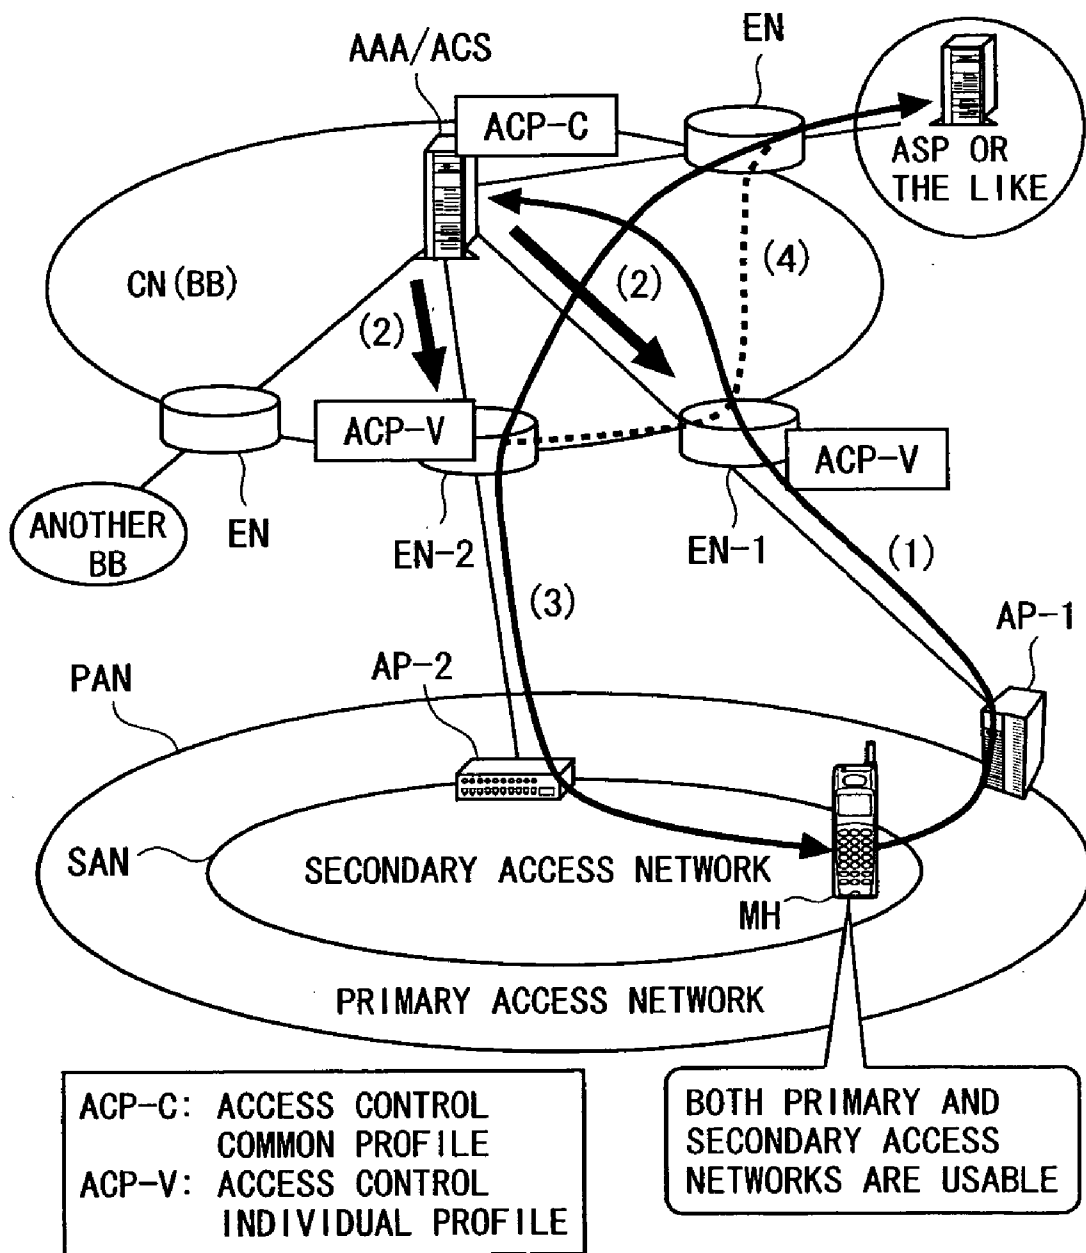 EN
AAA/ACS
ACP-C
ASP OR
THE LIKE
(4)
CN(BB)
(2)
(2)
ACP-V
ACP-V
ANOTHER
BB
EN
EN-2
EN-1
(1)
(3)
AP-1
AP-2
PAN
SAN
SECONDARY ACCESS NETWORK
MH
PRIMARY ACCESS NETWORK
ACP-C: ACCESS CONTROL
COMMON PROFILE
ACP-V: ACCESS CONTROL
INDIVIDUAL PROFILE
BOTH PRIMARY AND
SECONDARY ACCESS
NETWORKS ARE USABLE